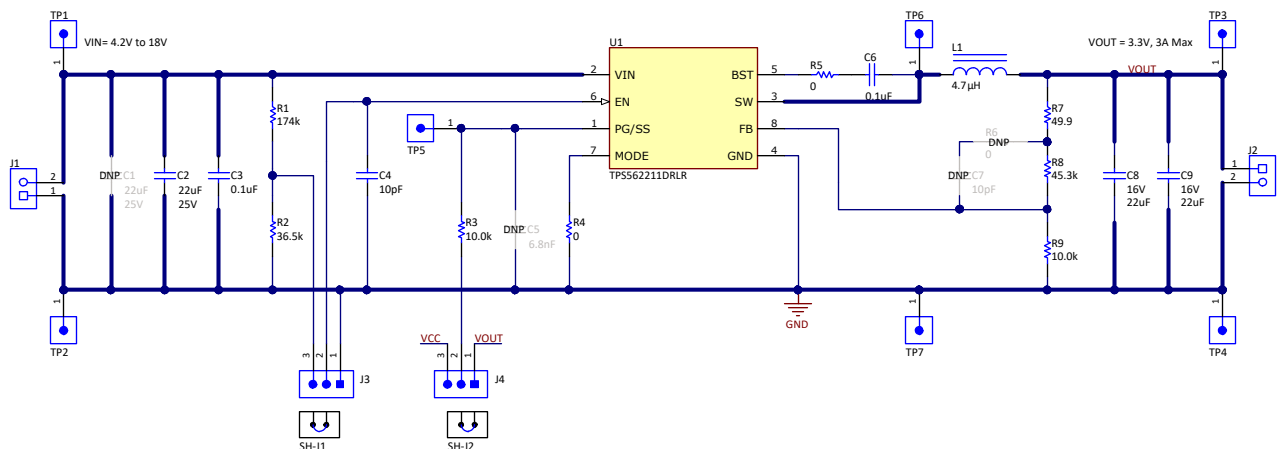 TP1
VIN= 4.2V to 18V
1
TP6
1
TP3
VOUT = 3.3V, 3A Max
1
U1
2 VIN
BST 5
6 EN
SW 3
1 PG/SS
FB 8
7 MODE
GND 4
TPS562211DRLR
R5
0
C6
0.1uF
L1
4.7µH
VOUT
R1
174k
TP5
1
R7
49.9
R6
DNP
0
J1
2
1
DNP
C1
22uF
25V
C2
22uF
25V
C3
0.1uF
C4
10pF
DNP
C7
10pF
R8
45.3k
C8
16V
22uF
C9
16V
22uF
J2
1
2
R2
36.5k
R3
10.0k
DNP
C5
6.8nF
R4
0
R9
10.0k
1
TP2
GND
1
TP7
1
TP4
3
2
1
J3
VCC
VOUT
3
2
1
J4
SH-J1
SH-J2